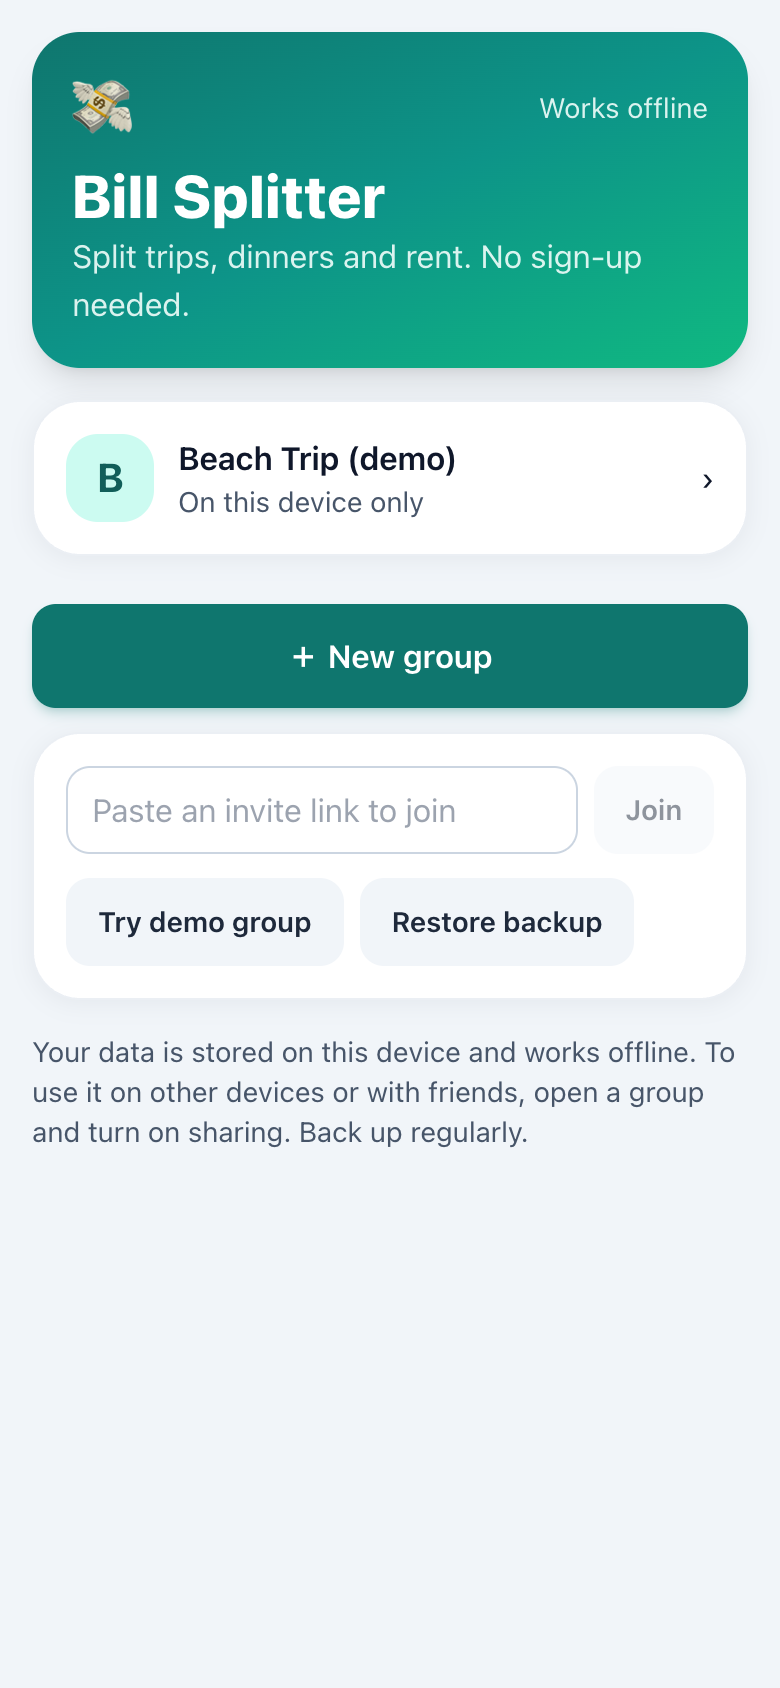 Works offline
Bill Splitter
Split trips, dinners and rent. No sign-up
needed.
B
Beach Trip (demo)
On this device only
›
+ New group
Paste an invite link to join
Join
Try demo group
Restore backup
Your data is stored on this device and works offline. To
use it on other devices or with friends, open a group
and turn on sharing. Back up regularly.